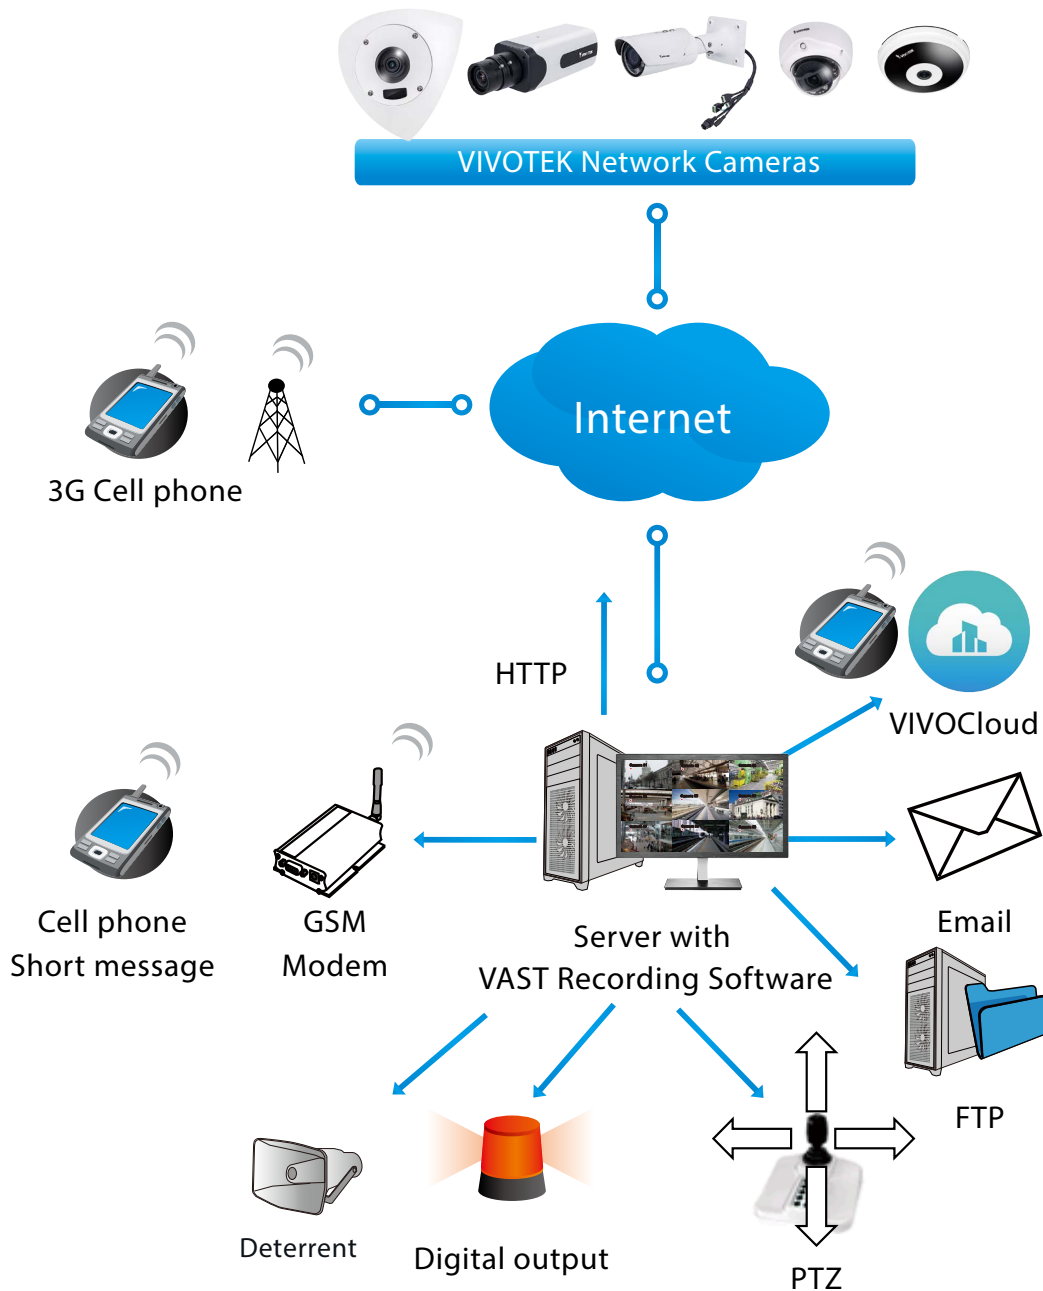 VIVOTEK Network Cameras
Internet
3G Cell phone
HTTP
VIVOCloud
Cell phone
Short message
GSM
Modem
Server with
VAST Recording Software
Email
FTP
Deterrent
Digital output
PTZ